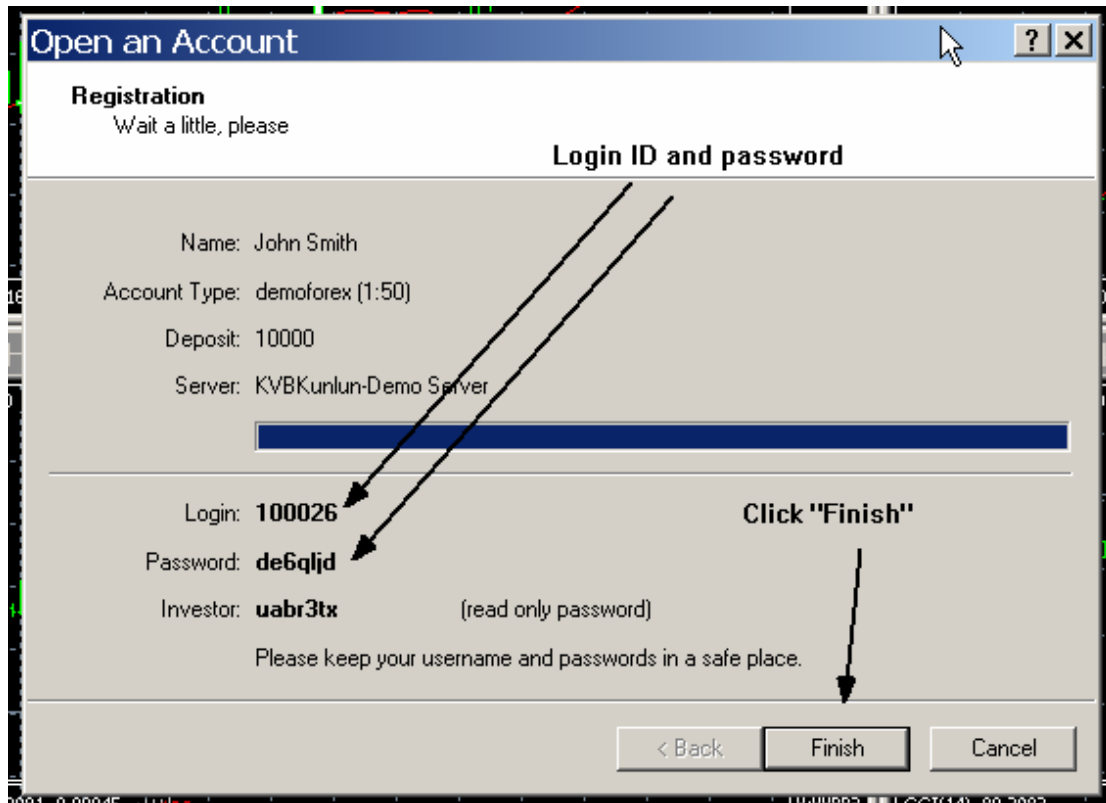 Open an Account
Registration
Wait a little, please
Login ID and password
Name: John Smith
Account Type: demoforex (1:50)
Deposit: 10000
Server: KVBKunlun-Demo Server
Login: 100026
Click "Finish"
Password: de6qljd
Investor: uabr3tx (read only password)
Please keep your username and passwords in a safe place.
< Back Finish Cancel